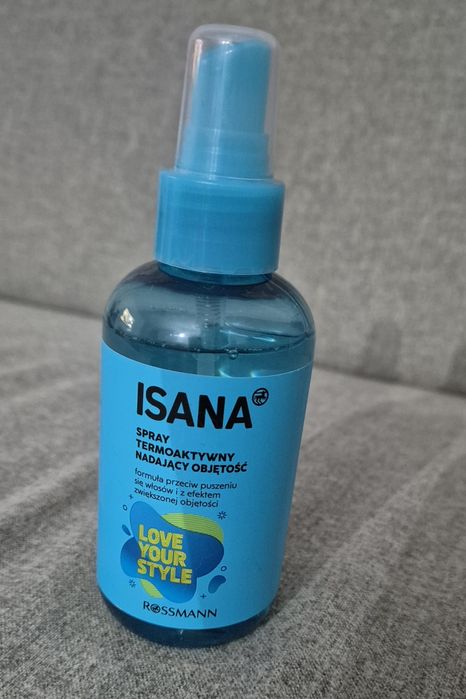 ISANA
SPRAY
TERMOAKTYWNY
NADAJĄCY OBJĘTOŚĆ
formuła przeciw puszeniu
się włosów i z efektem
zwiększonej objętości
LOVE
YOUR
STYLE
ROSSMANN